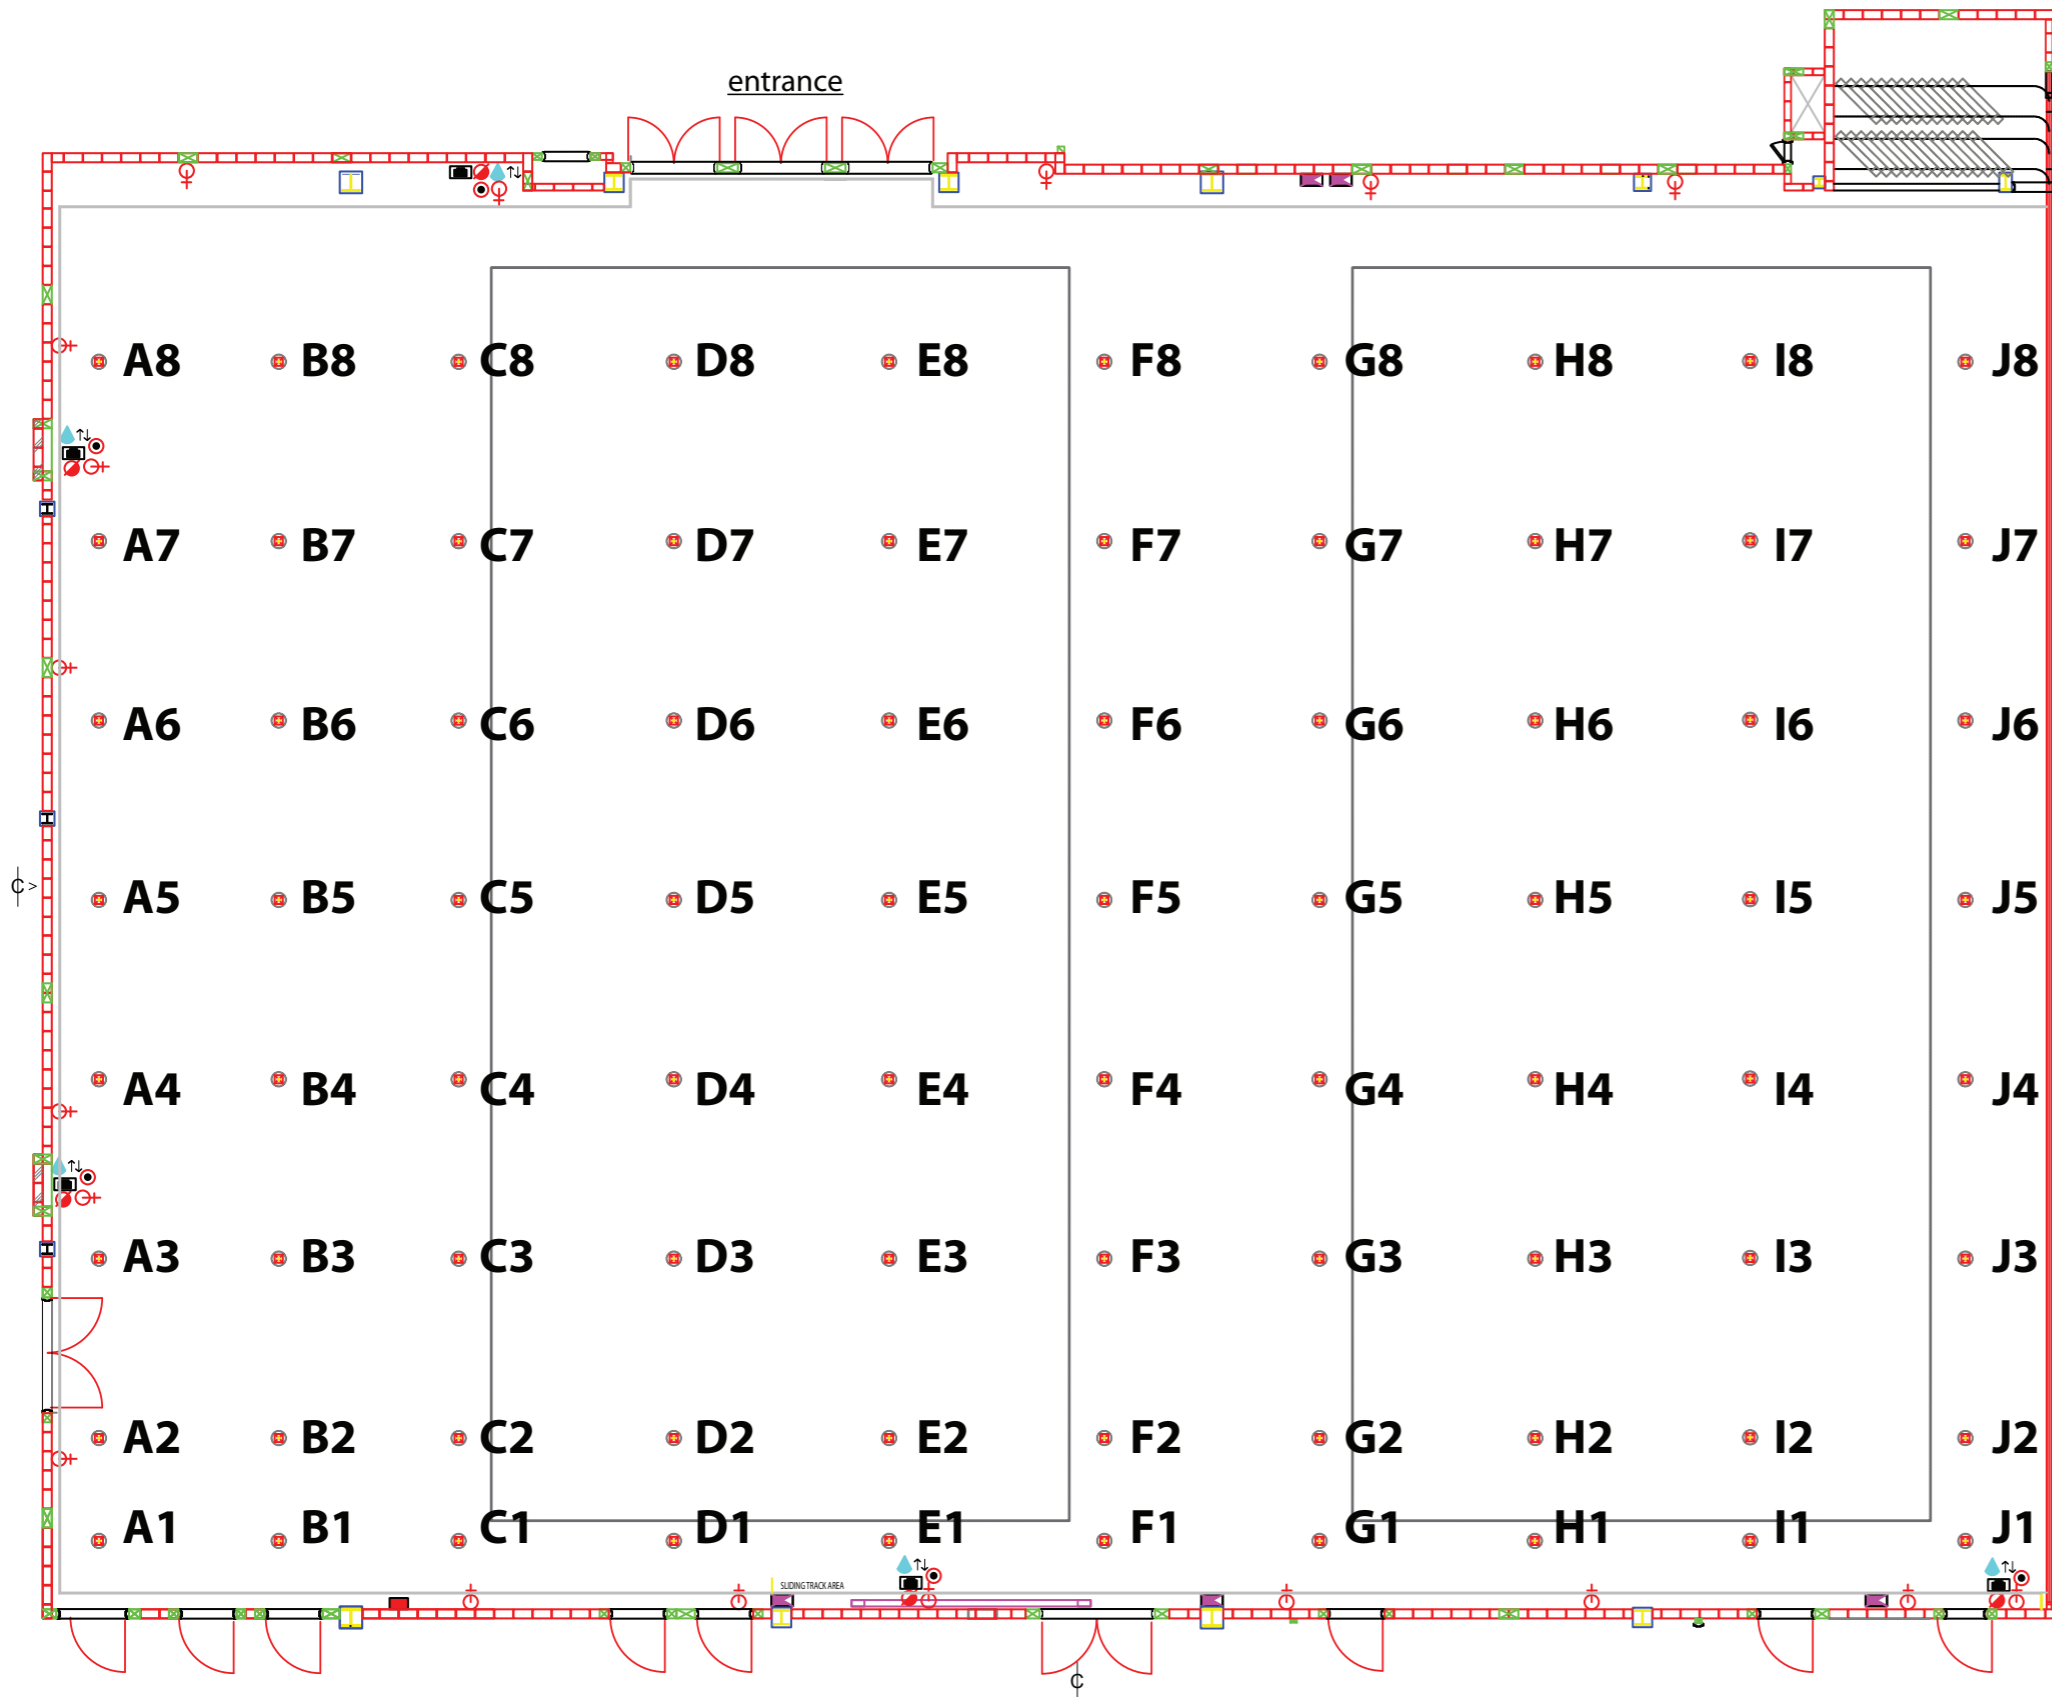 entrance
A8 B8 C8 D8 E8 F8 G8 H8 I8 J8
A7 B7 C7 D7 E7 F7 G7 H7 I7 J7
A6 B6 C6 D6 E6 F6 G6 H6 I6 J6
C >
A5 B5 C5 D5 E5 F5 G5 H5 I5 J5
A4 B4 C4 D4 E4 F4 G4 H4 I4 J4
A3 B3 C3 D3 E3 F3 G3 H3 I3 J3
A2 B2 C2 D2 E2 F2 G2 H2 I2 J2
A1 B1 C1 D1 E1 F1 G1 H1 I1 J1
SLIDING TRACK AREA
C